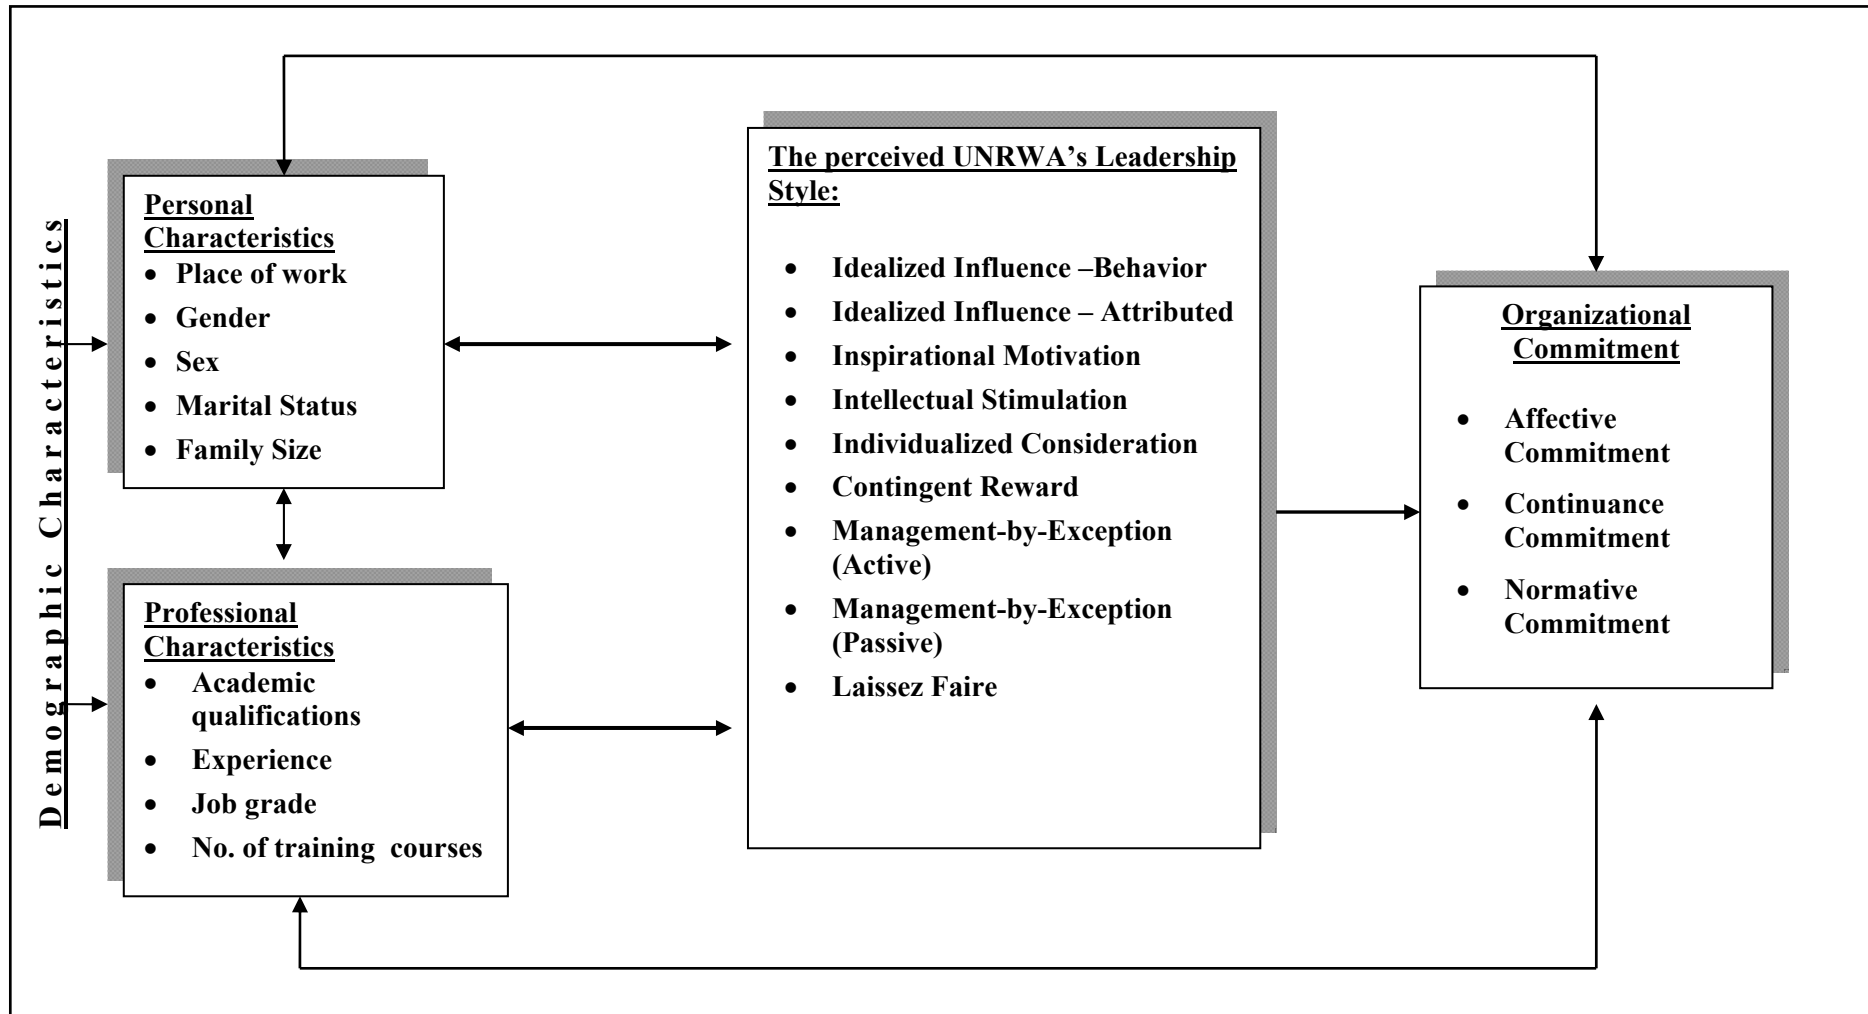 Demographic Characteristics
Personal
Characteristics
• Place of work
• Gender
• Sex
• Marital Status
• Family Size
Professional
Characteristics
• Academic
qualifications
• Experience
• Job grade
• No. of training  courses
The perceived UNRWA’s Leadership
Style:
• Idealized Influence –Behavior
• Idealized Influence – Attributed
• Inspirational Motivation
• Intellectual Stimulation
• Individualized Consideration
• Contingent Reward
• Management-by-Exception
(Active)
• Management-by-Exception
(Passive)
• Laissez Faire
Organizational
Commitment
• Affective
Commitment
• Continuance
Commitment
• Normative
Commitment